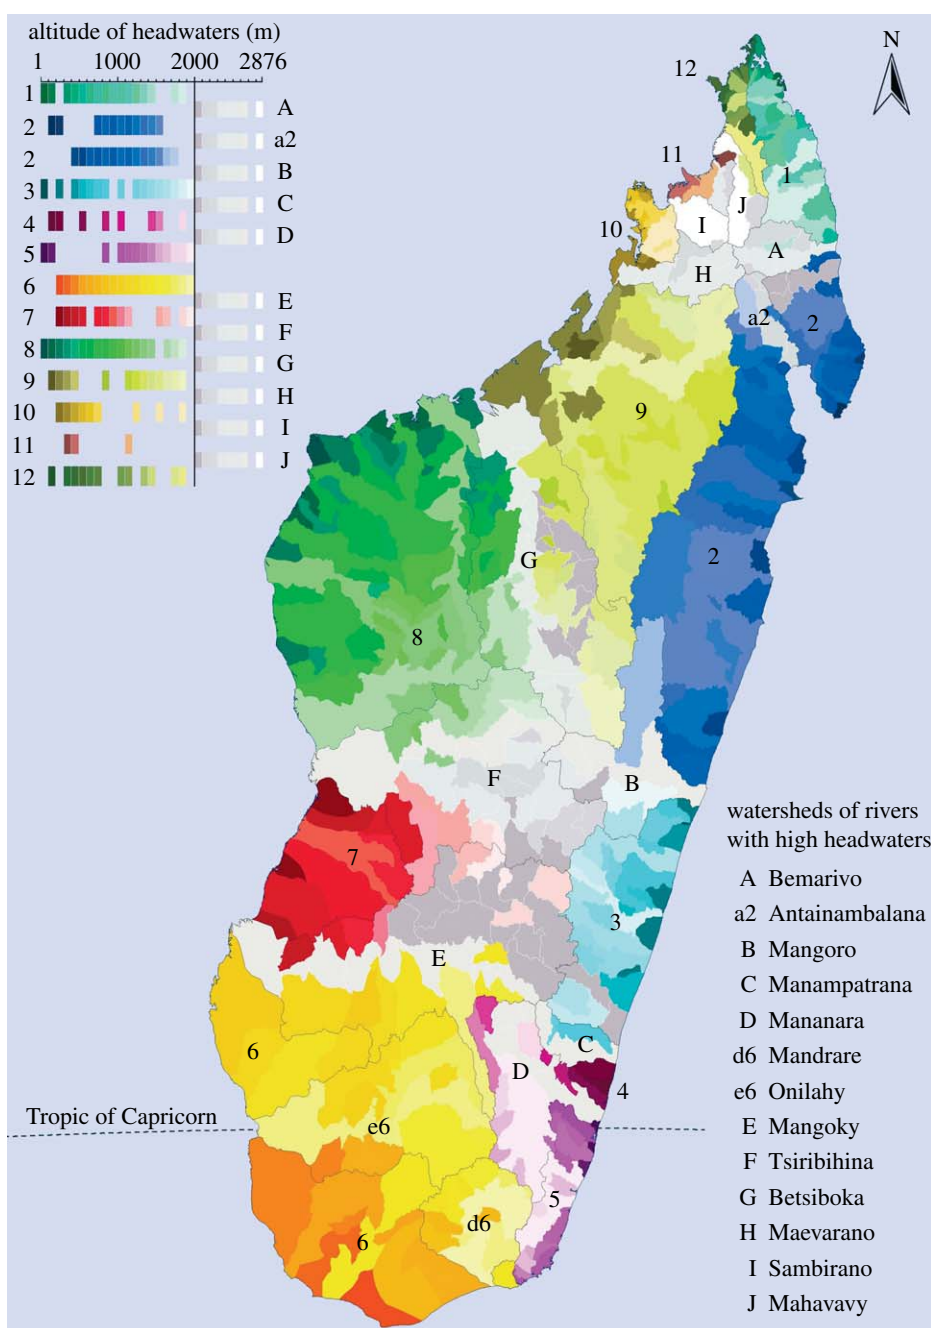 altitude of headwaters (m)
1 1000 2000 2876
1
A
2
a2
2
B
3
C
4
D
5
6
E
7
F
8
G
9
H
10
I
11
J
12
N
12
11
1
J
10
I
A
H
a2
2
9
2
G
8
F
B
7
3
E
C
6
D
4
Tropic of Capricorn
e6
5
d6
6
watersheds of rivers
with high headwaters
A Bemarivo
a2 Antainambalana
B Mangoro
C Manampatrana
D Mananara
d6 Mandrare
e6 Onilahy
E Mangoky
F Tsiribihina
G Betsiboka
H Maevarano
I Sambirano
J Mahavavy